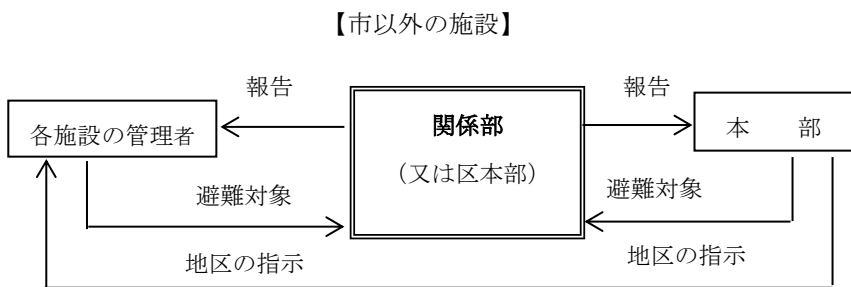 【市以外の施設】
報告
報告
各施設の管理者
関係部
(又は区本部)
本　　部
避難対象
避難対象
地区の指示
地区の指示